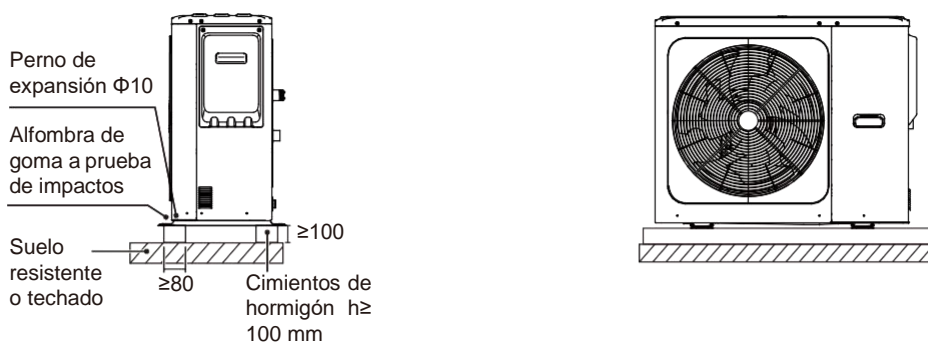 Perno de
expansión Φ10
Alfombra de
goma a prueba
de impactos
Suelo
resistente
o techado
≥80
≥100
Cimientos de
hormigón h≥
100 mm